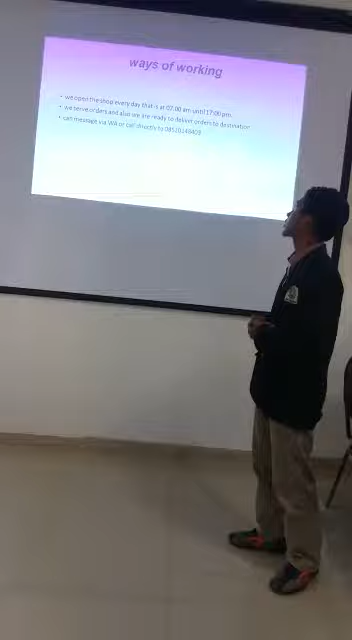 ways of working
• we open the shop every day that is at 07.00 am until 17.00 pm.
• we serve orders and also we are ready to deliver orders to destination
• can message via WA or call directly to